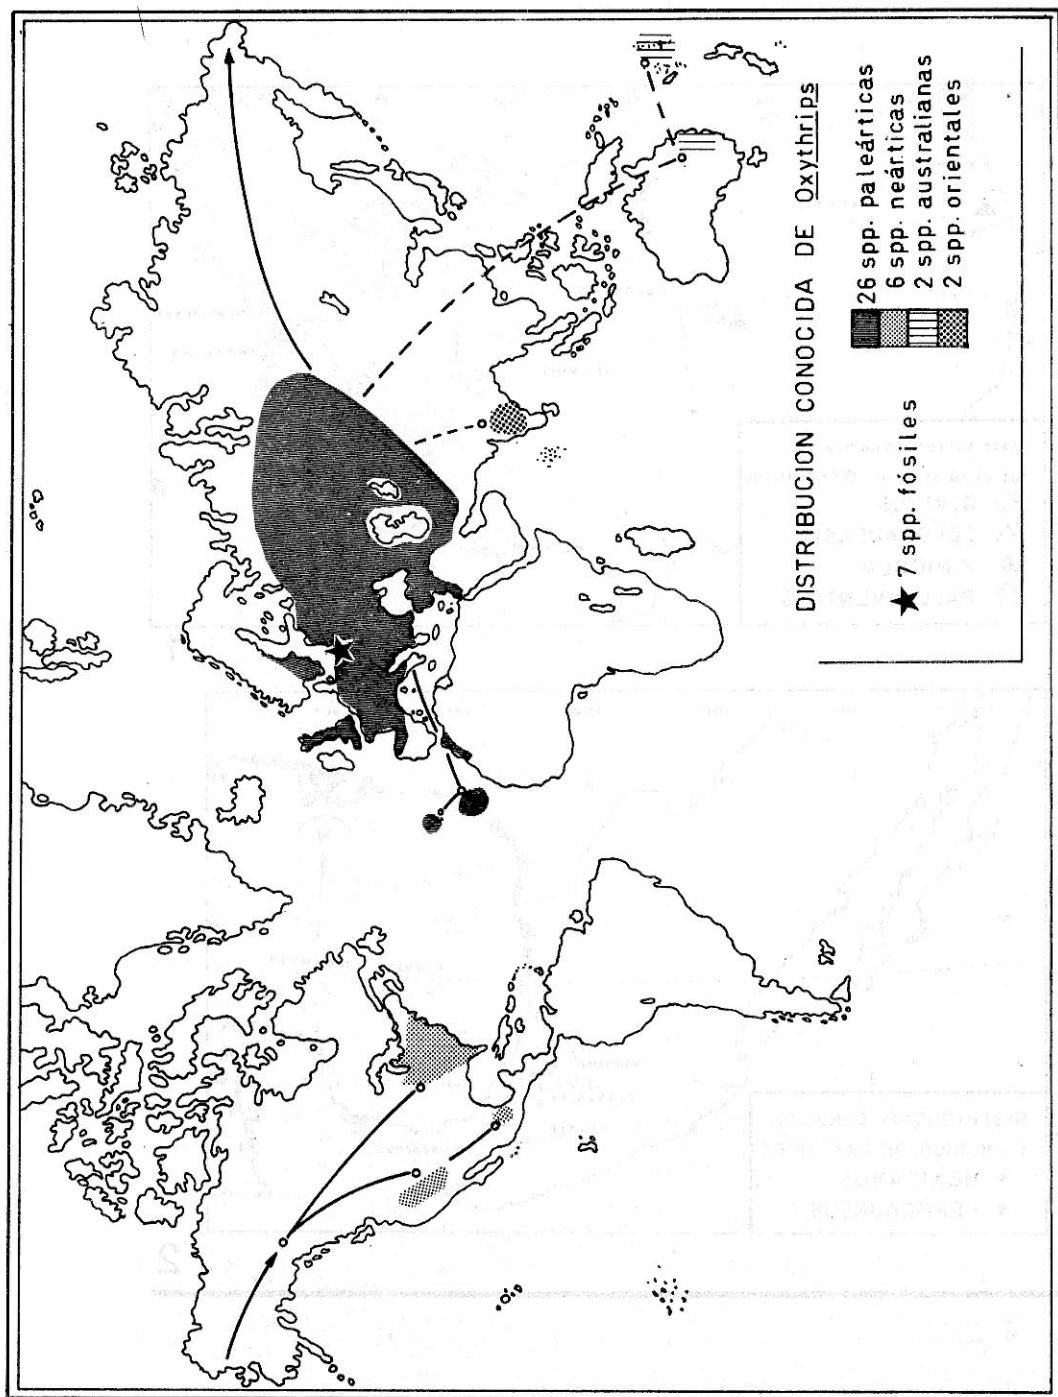 DISTRIBUCION CONOCIDA DE Oxythrips
★ 7 spp. fósiles
26 spp. paleárticas
6 spp. neárticas
2 spp. australianas
2 spp. orientales